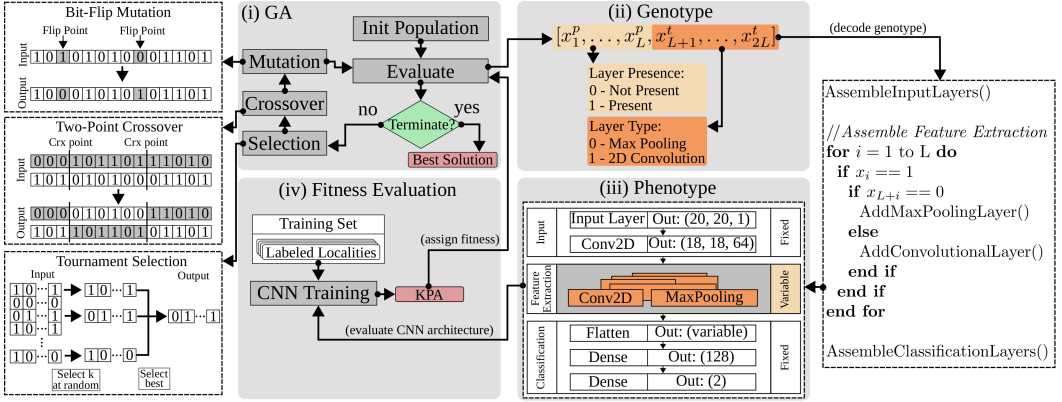 Bit-Flip Mutation
Flip Point Flip Point
Input
1 0 1 0 1 1 0 0 0 0 1 1 0 1
Output
1 0 0 0 1 1 0 1 0 0 1 1 0 1
Two-Point Crossover
Crx point Crx point
Input
0 0 0 1 0 1 1 0 1 1 1 0 1 0
1 0 1 0 1 1 0 0 0 0 1 1 0 1
Output
Tournament Selection
Input Output
1 0 ··· 1
0 0 ··· 0
0 1 ··· 1
1 0 ··· 1
⋮
0 0 ··· 0
1 0 ··· 1
0 1 ··· 1
1 0 ··· 0
0 1 ··· 1
Select k
at random
Select
best
(i) GA
Init Population
Mutation
Evaluate
Crossover
Selection
no
yes
Terminate?
Best Solution
(iv) Fitness Evaluation
Training Set
Labeled Localities
(assign fitness)
CNN Training
KPA
(evaluate CNN architecture)
(ii) Genotype
[x_1^p, . . . , x_L^p, x_{L+1}^t, . . . , x_{2L}^t]
Layer Presence:
0 - Not Present
1 - Present
Layer Type:
0 - Max Pooling
1 - 2D Convolution
(iii) Phenotype
Input
Input Layer Out: (20, 20, 1)
Conv2D Out: (18, 18, 64)
Fixed
Feature
Extraction
Conv2D MaxPooling
Variable
Classification
Flatten Out: (variable)
Dense Out: (128)
Dense Out: (2)
Fixed
(decode genotype)
AssembleInputLayers()
//Assemble Feature Extraction
for i = 1 to L do
if x_i == 1
if x_{L+i} == 0
AddMaxPoolingLayer()
else
AddConvolutionalLayer()
end if
end if
end for
AssembleClassificationLayers()